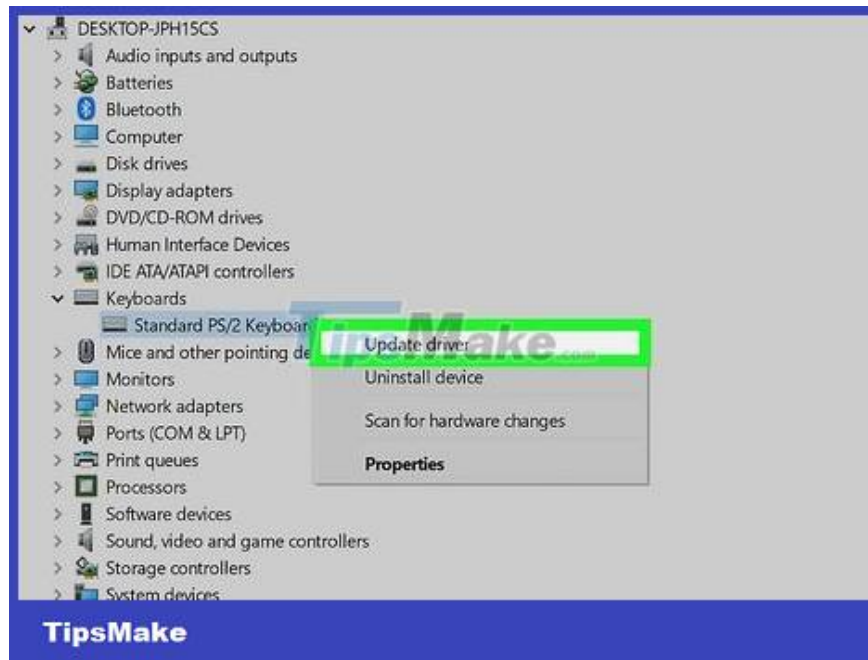 DESKTOP-JPH15CS
Audio inputs and outputs
Batteries
Bluetooth
Computer
Disk drives
Display adapters
DVD/CD-ROM drives
Human Interface Devices
IDE ATA/ATAPI controllers
Keyboards
Standard PS/2 Keyboar
Mice and other pointing de
Monitors
Network adapters
Ports (COM & LPT)
Print queues
Processors
Software devices
Sound, video and game controllers
Storage controllers
System devices
Update driver
Uninstall device
Scan for hardware changes
Properties
TipsMake.com
TipsMake